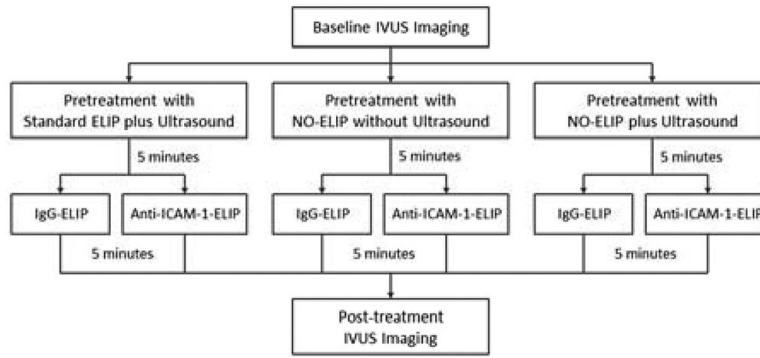 Baseline IVUS Imaging
Pretreatment with
Standard ELIP plus Ultrasound
Pretreatment with
NO-ELIP without Ultrasound
Pretreatment with
NO-ELIP plus Ultrasound
5 minutes
5 minutes
5 minutes
IgG-ELIP
Anti-ICAM-1-ELIP
IgG-ELIP
Anti-ICAM-1-ELIP
IgG-ELIP
Anti-ICAM-1-ELIP
5 minutes
5 minutes
5 minutes
Post-treatment
IVUS Imaging